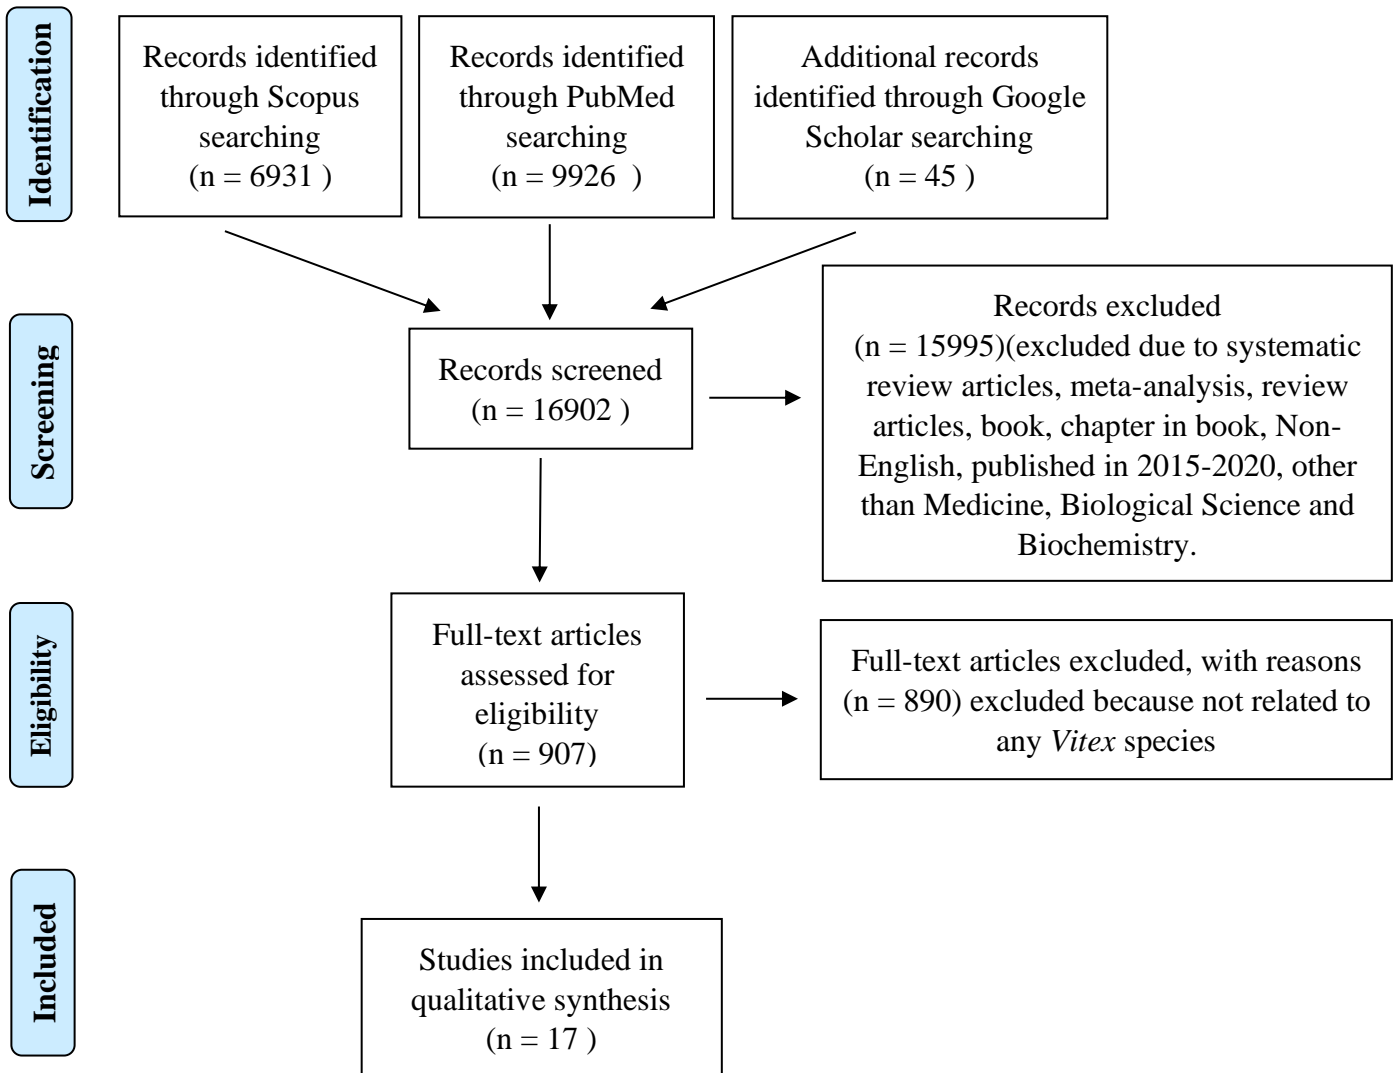 Identification
Records identified
through Scopus
searching
(n = 6931 )
Records identified
through PubMed
searching
(n = 9926  )
Additional records
identified through Google
Scholar searching
(n = 45 )
Screening
Records screened
(n = 16902 )
Records excluded
(n = 15995)(excluded due to systematic
review articles, meta-analysis, review
articles, book, chapter in book, Non-
English, published in 2015-2020, other
than Medicine, Biological Science and
Biochemistry.
Eligibility
Full-text articles
assessed for
eligibility
(n = 907)
Full-text articles excluded, with reasons
(n = 890) excluded because not related to
any Vitex species
Included
Studies included in
qualitative synthesis
(n = 17 )